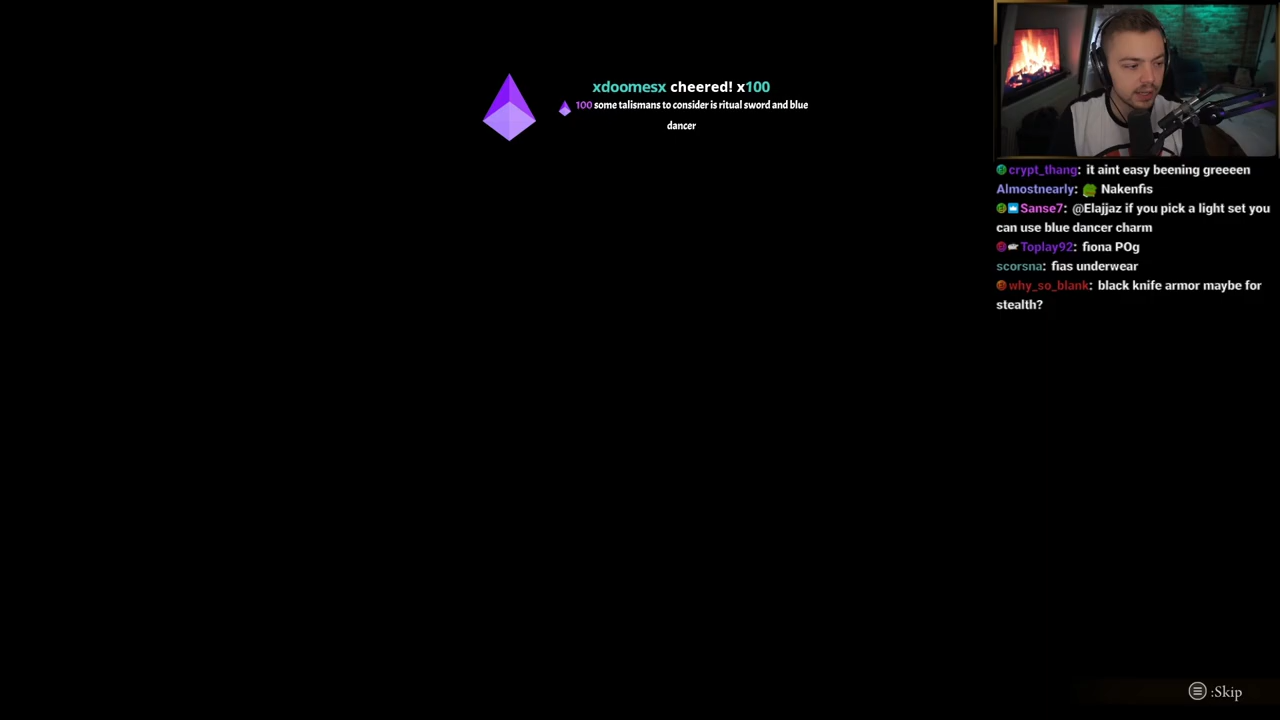 xdoomesx cheered! x100
100 some talismans to consider is ritual sword and blue
dancer
crypt_thang: it aint easy beening greeeen
Almostnearly: Nakenfis
Sanse7: @Elajjaz if you pick a light set you
can use blue dancer charm
Toplay92: fiona POg
scorsna: fias underwear
why_so_blank: black knife armor maybe for
stealth?
:Skip